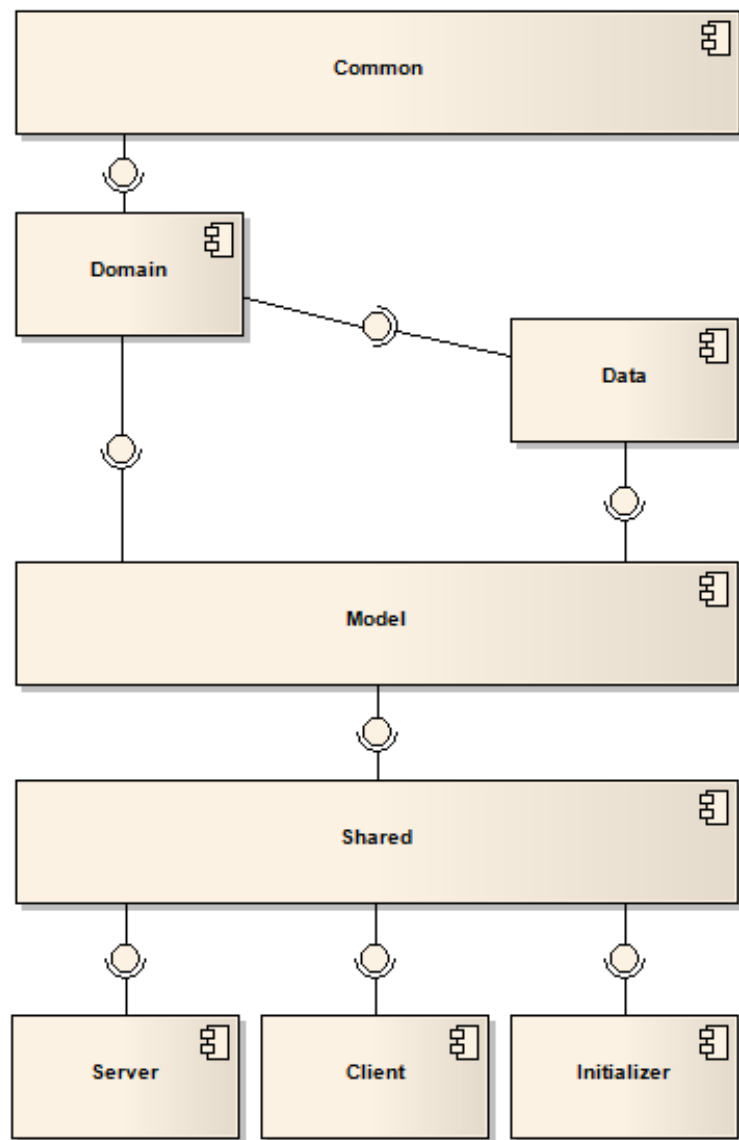 Common
Domain
Data
Model
Shared
Server
Client
Initializer